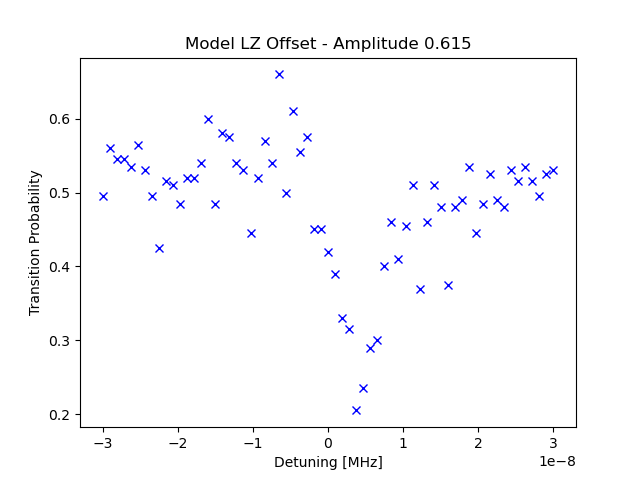 Model LZ Offset - Amplitude 0.615
Transition Probability
0.6
0.5
0.4
0.3
0.2
−3 −2 −1 0 1 2 3
1e−8
Detuning [MHz]